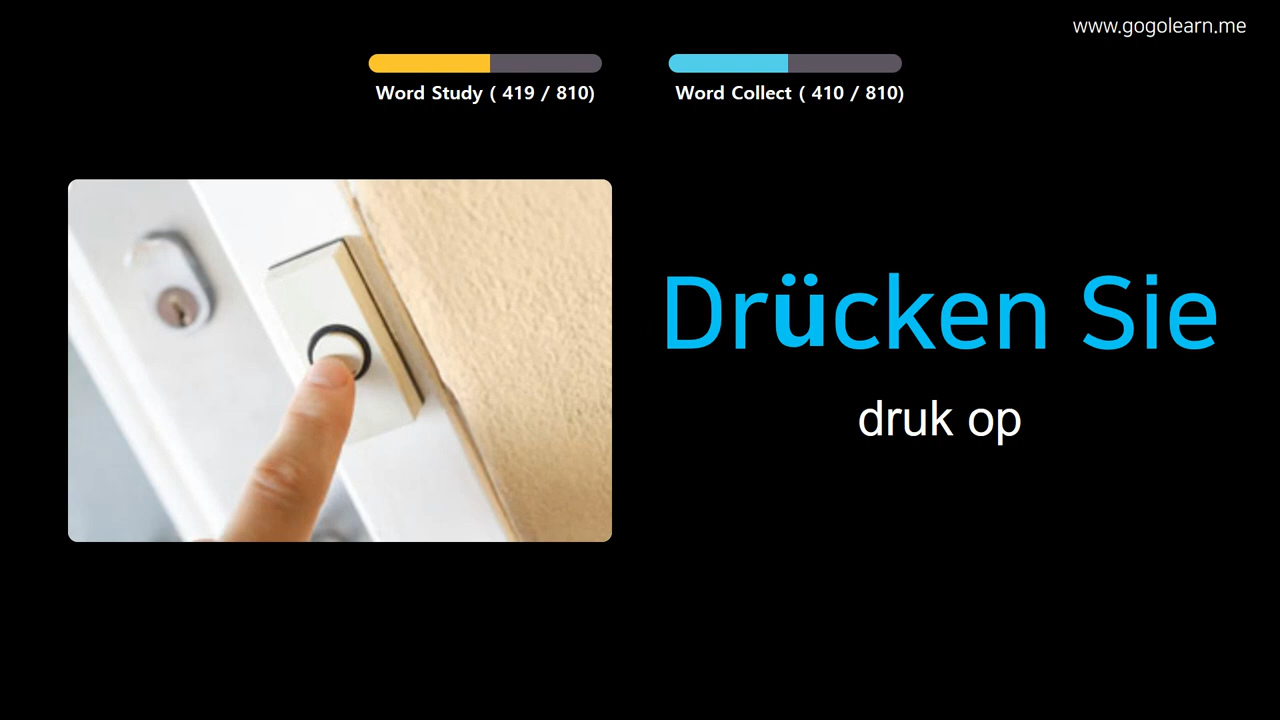 www.gogolearn.me
Word Study ( 419 / 810)
Word Collect ( 410 / 810)
Drücken Sie
druk op